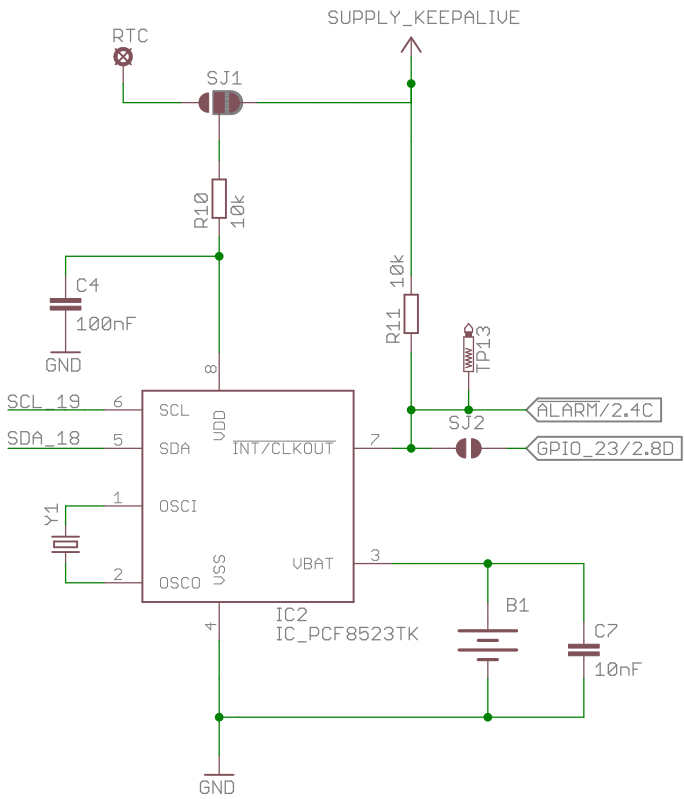 SUPPLY_KEEPALIVE
RTC
SJ1
R10
10k
10k
C4
100nF
R11
TP13
GND
8
SCL_19
6
SCL
VDD
ALARM/2.4C
SJ2
SDA_18
5
SDA
INT/CLKOUT
7
GPIO_23/2.8D
Y1
1
OSCI
2
OSCO
VSS
VBAT
3
4
IC2
IC_PCF8523TK
B1
C7
10nF
GND